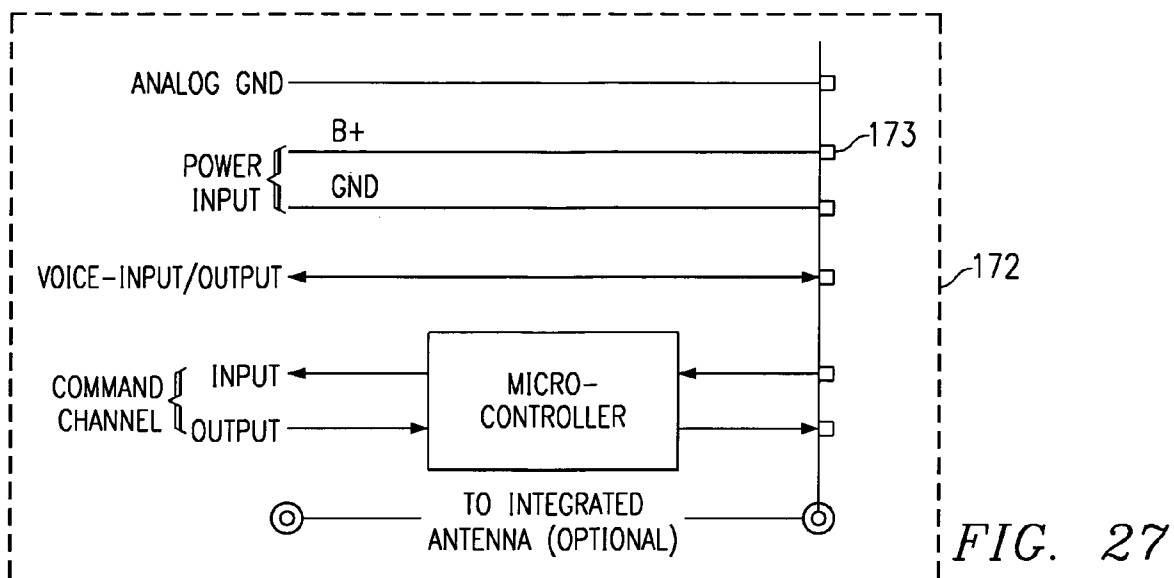 ANALOG GND
B+
173
POWER
INPUT
GND
VOICE-INPUT/OUTPUT
172
COMMAND
CHANNEL
INPUT
OUTPUT
MICRO-
CONTROLLER
TO INTEGRATED
ANTENNA (OPTIONAL)
FIG. 27